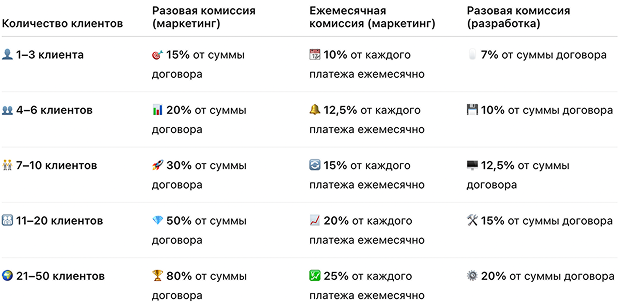 Количество клиентов
Разовая комиссия
(маркетинг)
Ежемесячная
комиссия (маркетинг)
Разовая комиссия
(разработка)
1–3 клиента
15% от суммы
договора
10% от каждого
платежа ежемесячно
7% от суммы договора
4–6 клиентов
20% от суммы
договора
12,5% от каждого
платежа ежемесячно
10% от суммы договора
7–10 клиентов
30% от суммы
договора
15% от каждого
платежа ежемесячно
12,5% от суммы
договора
11–20 клиентов
50% от суммы
договора
20% от каждого
платежа ежемесячно
15% от суммы договора
21–50 клиентов
80% от суммы
договора
25% от каждого
платежа ежемесячно
20% от суммы договора